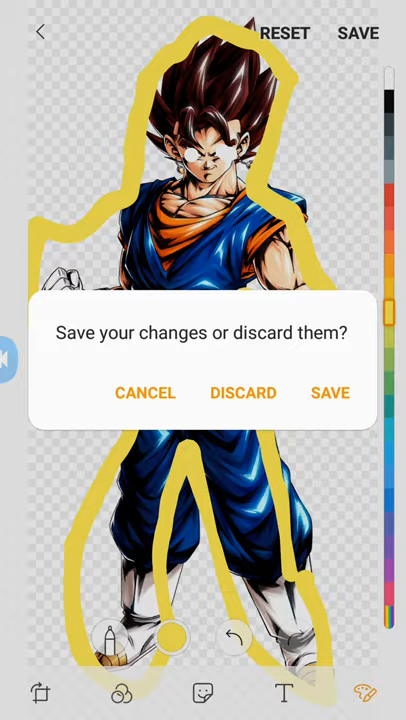 RESET SAVE
Save your changes or discard them?
CANCEL DISCARD SAVE
T